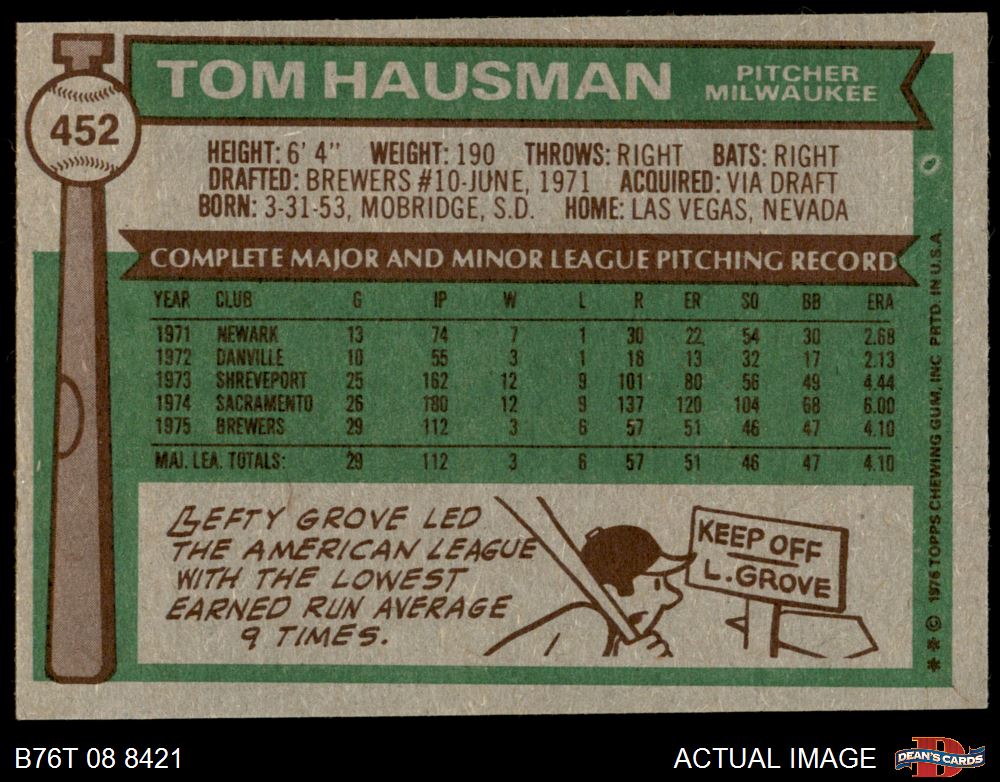 TOM HAUSMAN
PITCHER
MILWAUKEE
452
HEIGHT: 6' 4" WEIGHT: 190 THROWS: RIGHT BATS: RIGHT
DRAFTED: BREWERS #10-JUNE, 1971 ACQUIRED: VIA DRAFT
BORN: 3-31-53, MOBRIDGE, S.D. HOME: LAS VEGAS, NEVADA
COMPLETE MAJOR AND MINOR LEAGUE PITCHING RECORD
YEAR CLUB G IP W L R ER SO BB ERA
1971 NEWARK 13 74 7 1 30 22 54 30 2.68
1972 DANVILLE 10 55 3 1 18 13 32 17 2.13
1973 SHREVEPORT 25 162 12 9 101 80 56 49 4.44
1974 SACRAMENTO 26 180 12 9 137 120 104 68 6.00
1975 BREWERS 29 112 3 6 57 51 46 47 4.10
MAJ. LEA. TOTALS: 29 112 3 6 57 51 46 47 4.10
LEFTY GROVE LED
THE AMERICAN LEAGUE
WITH THE LOWEST
EARNED RUN AVERAGE
9 TIMES.
KEEP OFF
L. GROVE
* * © 1976 TOPPS CHEWING GUM, INC PRTD. IN U.S.A.
B76T 08 8421
ACTUAL IMAGE
D
DEAN'S CARDS